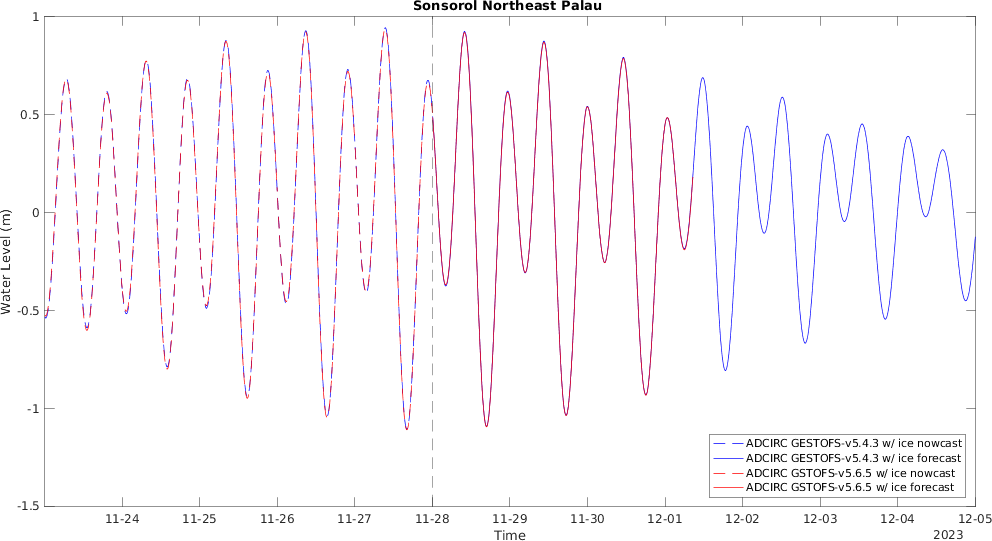 Sonsorol Northeast Palau
1
0.5
0
-0.5
-1
-1.5
Water Level (m)
11-24
11-25
11-26
11-27
11-28
11-29
11-30
12-01
12-02
12-03
12-04
12-05
Time
2023
ADCIRC GESTOFS-v5.4.3 w/ ice nowcast
ADCIRC GESTOFS-v5.4.3 w/ ice forecast
ADCIRC GSTOFS-v5.6.5 w/ ice nowcast
ADCIRC GSTOFS-v5.6.5 w/ ice forecast